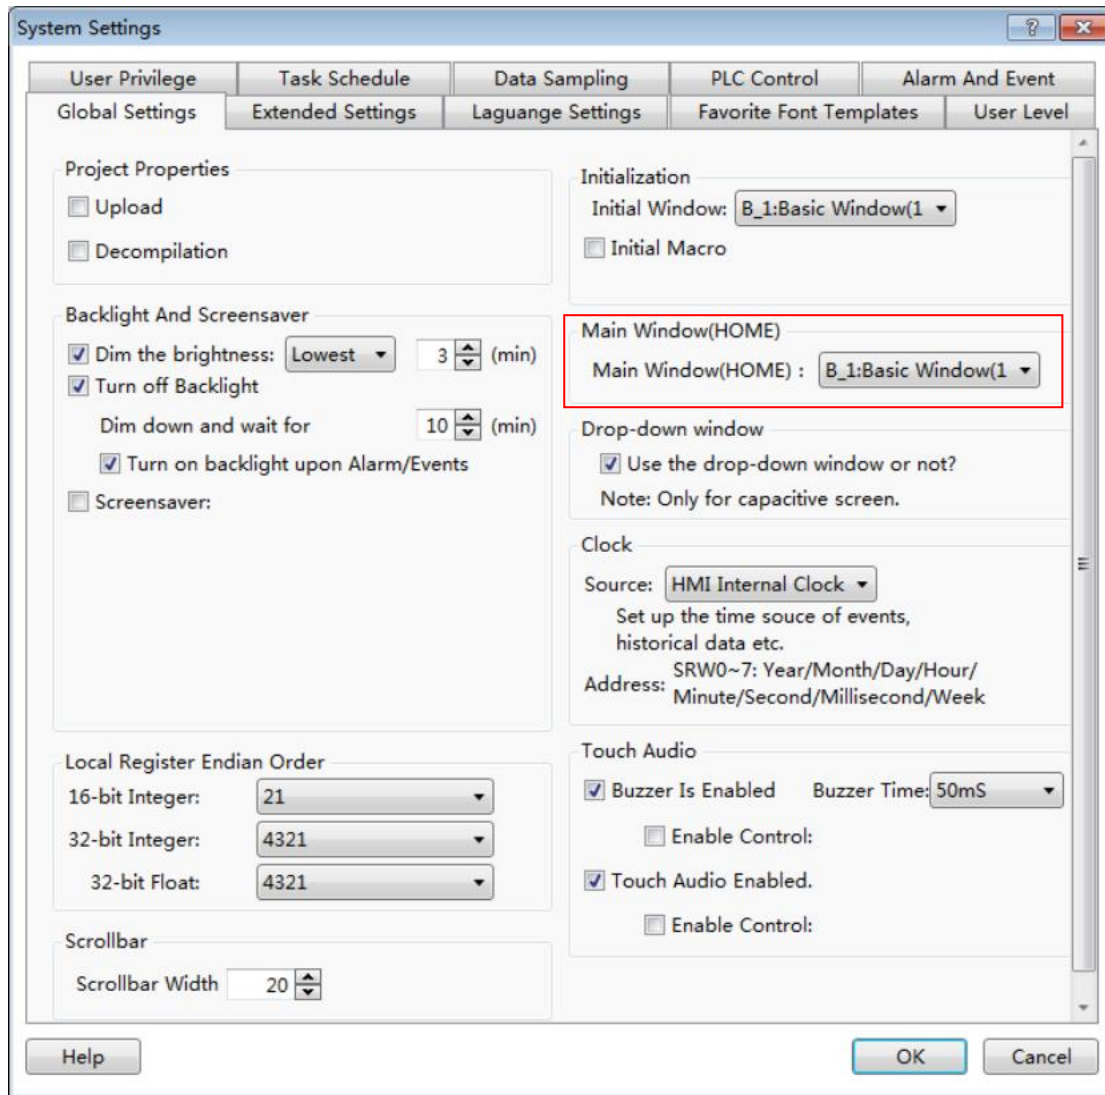 System Settings
User Privilege Task Schedule Data Sampling PLC Control Alarm And Event
Global Settings Extended Settings Laguange Settings Favorite Font Templates User Level
Project Properties
Upload
Decompilation
Backlight And Screensaver
Dim the brightness: Lowest 3 (min)
Turn off Backlight
Dim down and wait for 10 (min)
Turn on backlight upon Alarm/Events
Screensaver:
Local Register Endian Order
16-bit Integer: 21
32-bit Integer: 4321
32-bit Float: 4321
Scrollbar
Scrollbar Width 20
Initialization
Initial Window: B_1:Basic Window(1
Initial Macro
Main Window(HOME)
Main Window(HOME) : B_1:Basic Window(1
Drop-down window
Use the drop-down window or not?
Note: Only for capacitive screen.
Clock
Source: HMI Internal Clock
Set up the time souce of events,
historical data etc.
Address: SRW0~7: Year/Month/Day/Hour/
Minute/Second/Millisecond/Week
Touch Audio
Buzzer Is Enabled Buzzer Time: 50mS
Enable Control:
Touch Audio Enabled.
Enable Control:
Help OK Cancel